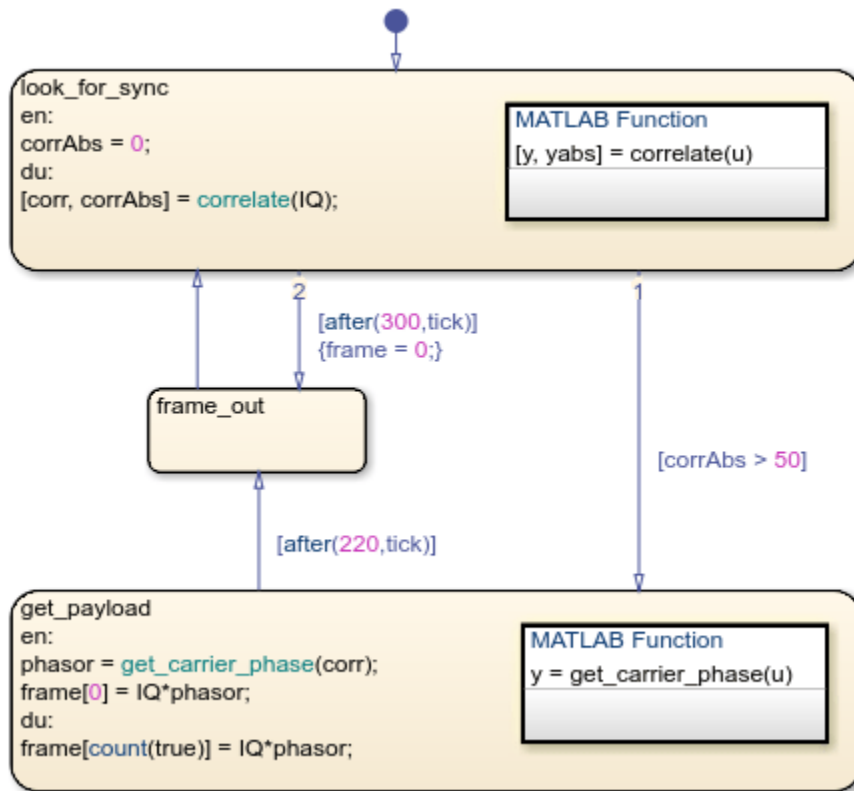 look_for_sync
en:
corrAbs = 0;
du:
[corr, corrAbs] = correlate(IQ);
MATLAB Function
[y, yabs] = correlate(u)
2
1
[after(300,tick)]
{frame = 0;}
frame_out
[corrAbs > 50]
[after(220,tick)]
get_payload
en:
phasor = get_carrier_phase(corr);
frame[0] = IQ*phasor;
du:
frame[count(true)] = IQ*phasor;
MATLAB Function
y = get_carrier_phase(u)